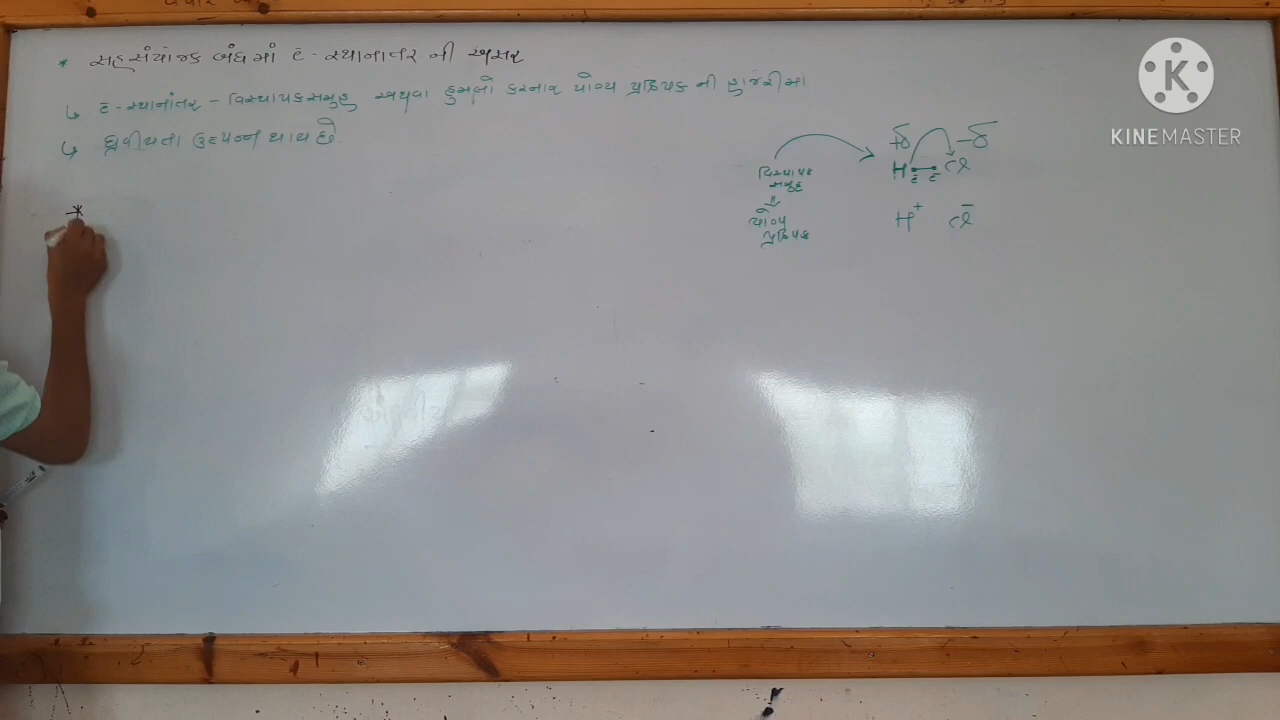 * સહસંયોજક બંધમાં ē - સ્થાનાંતર ની અસર
↳ ē - સ્થાનાંતર - વિસ્થાપકસમુહ અથવા હુમલો કરનાર યોગ્ય પ્રક્રિયક ની હાજરીમાં
↳ ધ્રુવીયતા ઉત્પન્ન થાય છે.
*
+δ -δ
H ē ē Cl
વિસ્થાપક
સમુહ
↓
યોગ્ય
પ્રક્રિયક
H⁺ Cl⁻
K
KINEMASTER